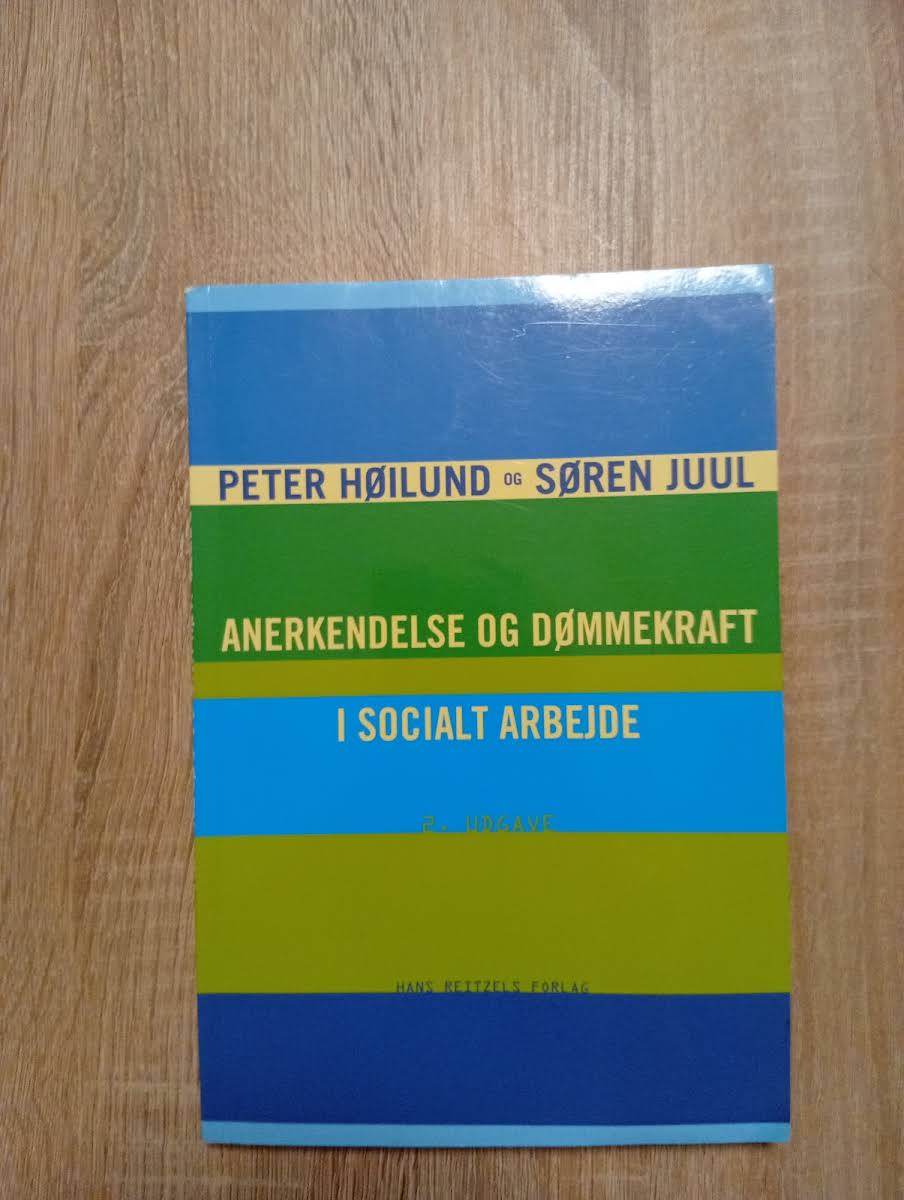 PETER HØILUND OG SØREN JUUL
ANERKENDELSE OG DØMMEKRAFT
I SOCIALT ARBEJDE
2. UDGAVE
HANS REITZELS FORLAG